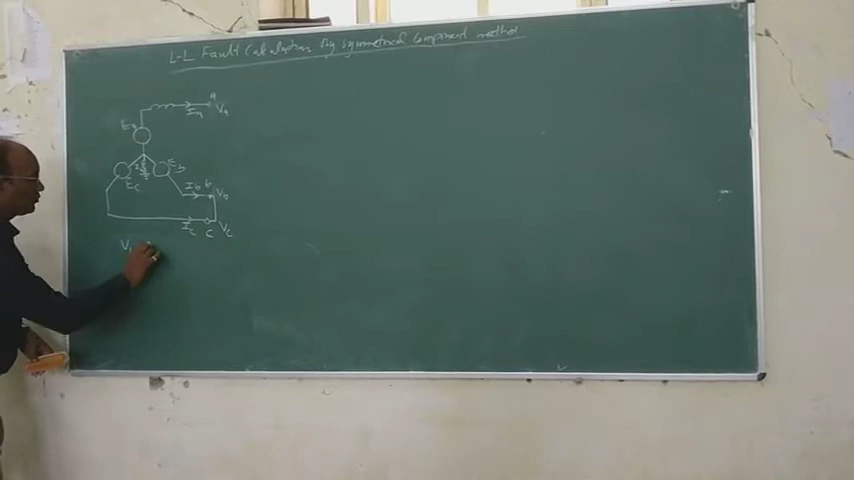 L-L Fault Calculation By symmetrical Component method
a
Ea Ia Va
Eb
Ec Ib b Vb
Ic c Vc
V